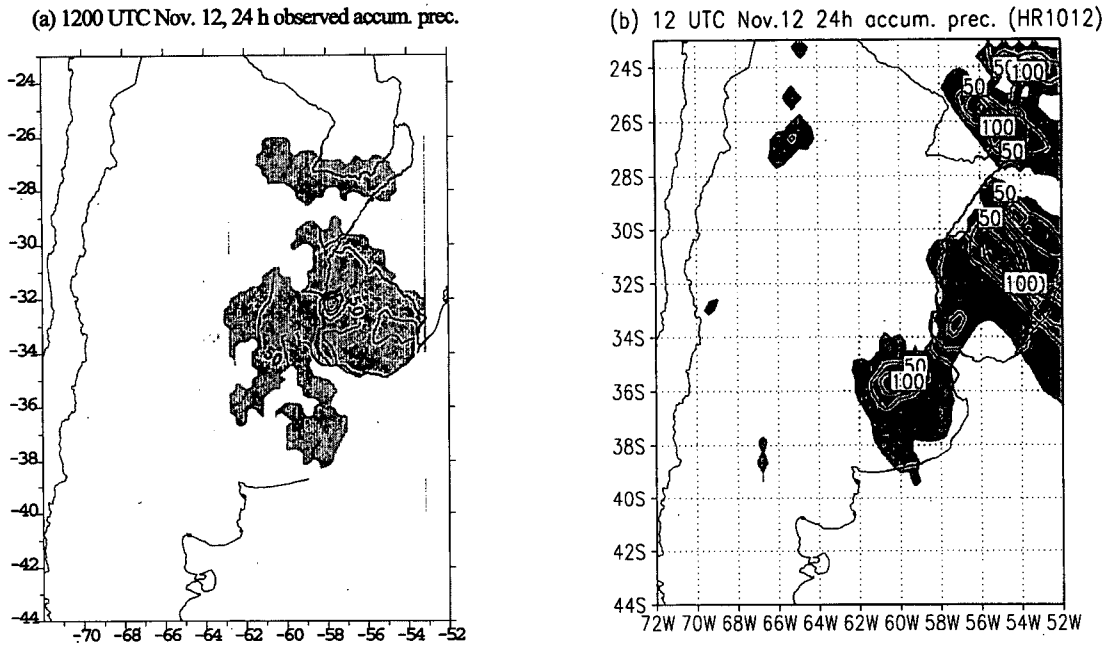 (a) 1200 UTC Nov. 12, 24 h observed accum. prec.
-24
-26
-28
-30
-32
-34
-36
-38
-40
-42
-44
-70 -68 -66 -64 -62 -60 -58 -56 -54 -52
(b) 12 UTC Nov.12 24h accum. prec. (HR1012)
24S
26S
28S
30S
32S
34S
36S
38S
40S
42S
44S
72W 70W 68W 66W 64W 62W 60W 58W 56W 54W 52W
50
100
50
100
50
50
50
100
50
100